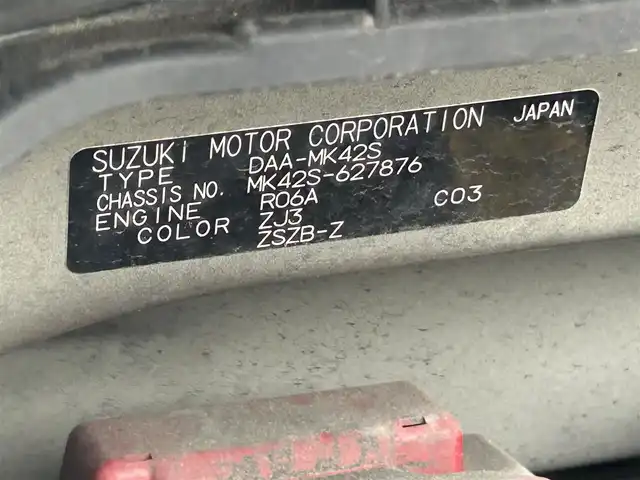 SUZUKI MOTOR CORPORATION JAPAN
TYPE DAA-MK42S
CHASSIS NO. MK42S-627876
ENGINE R06A C03
COLOR ZJ3
ZSZB-Z